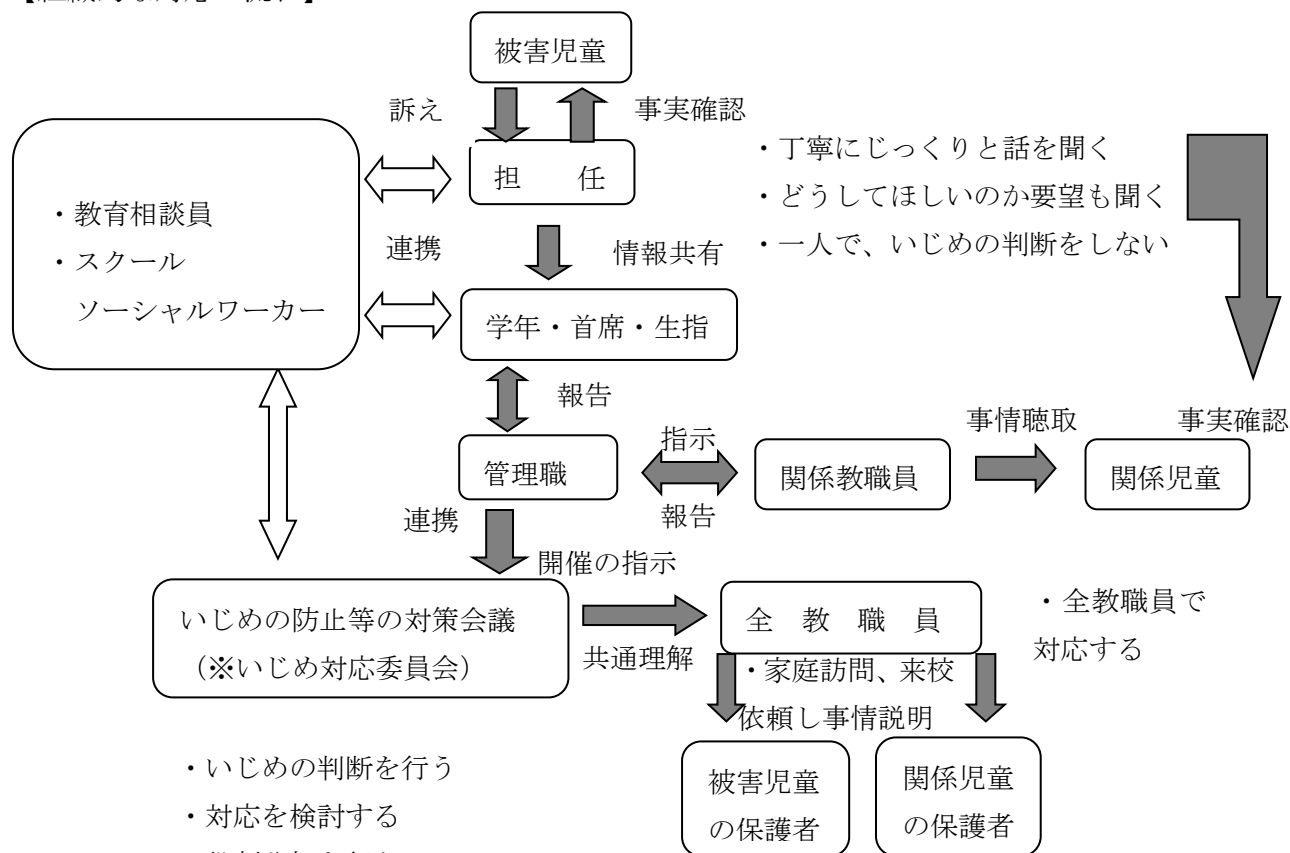 被害児童
訴え
事実確認
担　任
・丁寧にじっくりと話を聞く
・どうしてほしいのか要望も聞く
・一人で、いじめの判断をしない
・教育相談員
・スクール
ソーシャルワーカー
連携
情報共有
学年・首席・生指
報告
事情聴取
事実確認
管理職
指示
報告
関係教職員
関係児童
連携
開催の指示
いじめの防止等の対策会議
（※いじめ対応委員会）
共通理解
全　教　職　員
・全教職員で
対応する
・家庭訪問、来校
依頼し事情説明
・いじめの判断を行う
・対応を検討する
被害児童
の保護者
関係児童
の保護者